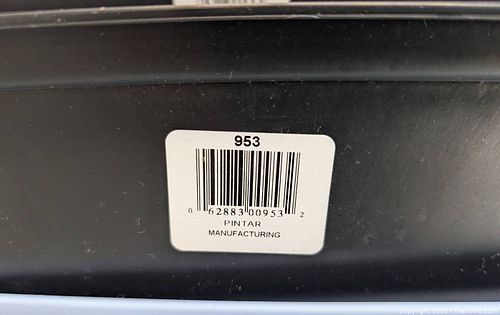 953
0 62883 00953 2
PINTAR
MANUFACTURING